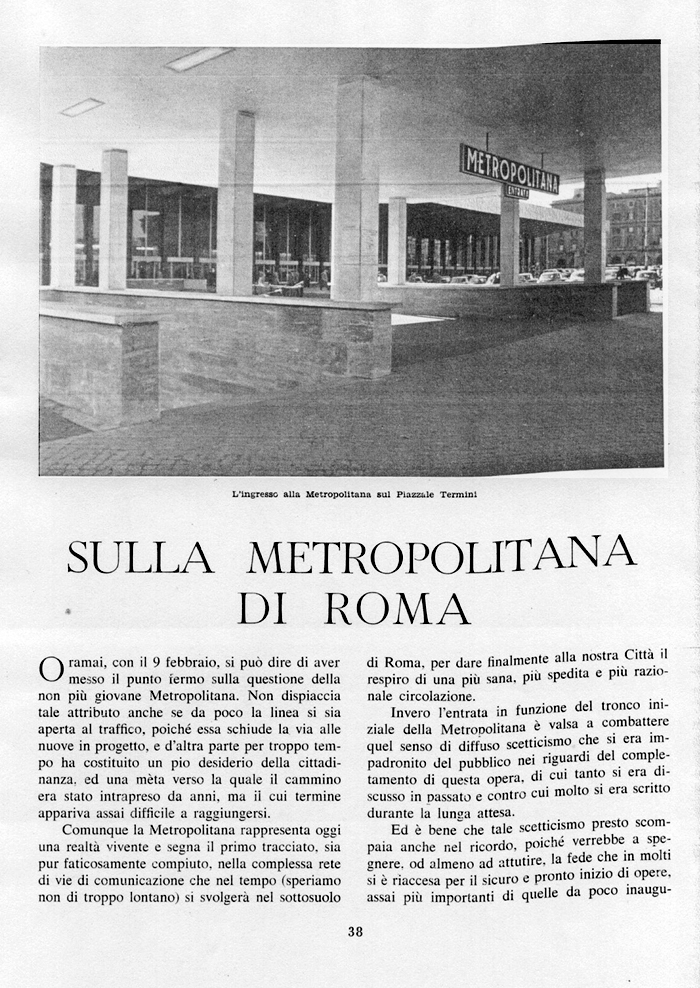 METROPOLITANA
ENTRATA
L'ingresso alla Metropolitana sul Piazzale Termini
SULLA METROPOLITANA
DI ROMA
Oramai, con il 9 febbraio, si può dire di aver
messo il punto fermo sulla questione della
non più giovane Metropolitana. Non dispiaccia
tale attributo anche se da poco la linea si sia
aperta al traffico, poiché essa schiude la via alle
nuove in progetto, e d'altra parte per troppo tem-
po ha costituito un pio desiderio della cittadi-
nanza, ed una mèta verso la quale il cammino
era stato intrapreso da anni, ma il cui termine
appariva assai difficile a raggiungersi.
Comunque la Metropolitana rappresenta oggi
una realtà vivente e segna il primo tracciato, sia
pur faticosamente compiuto, nella complessa rete
di vie di comunicazione che nel tempo (speriamo
non di troppo lontano) si svolgerà nel sottosuolo
di Roma, per dare finalmente alla nostra Città il
respiro di una più sana, più spedita e più razio-
nale circolazione.
Invero l'entrata in funzione del tronco ini-
ziale della Metropolitana è valsa a combattere
quel senso di diffuso scetticismo che si era im-
padronito del pubblico nei riguardi del comple-
tamento di questa opera, di cui tanto si era di-
scusso in passato e contro cui molto si era scritto
durante la lunga attesa.
Ed è bene che tale scetticismo presto scom-
paia anche nel ricordo, poiché verrebbe a spe-
gnere, od almeno ad attutire, la fede che in molti
si è riaccesa per il sicuro e pronto inizio di opere,
assai più importanti di quelle da poco inaugu-
38